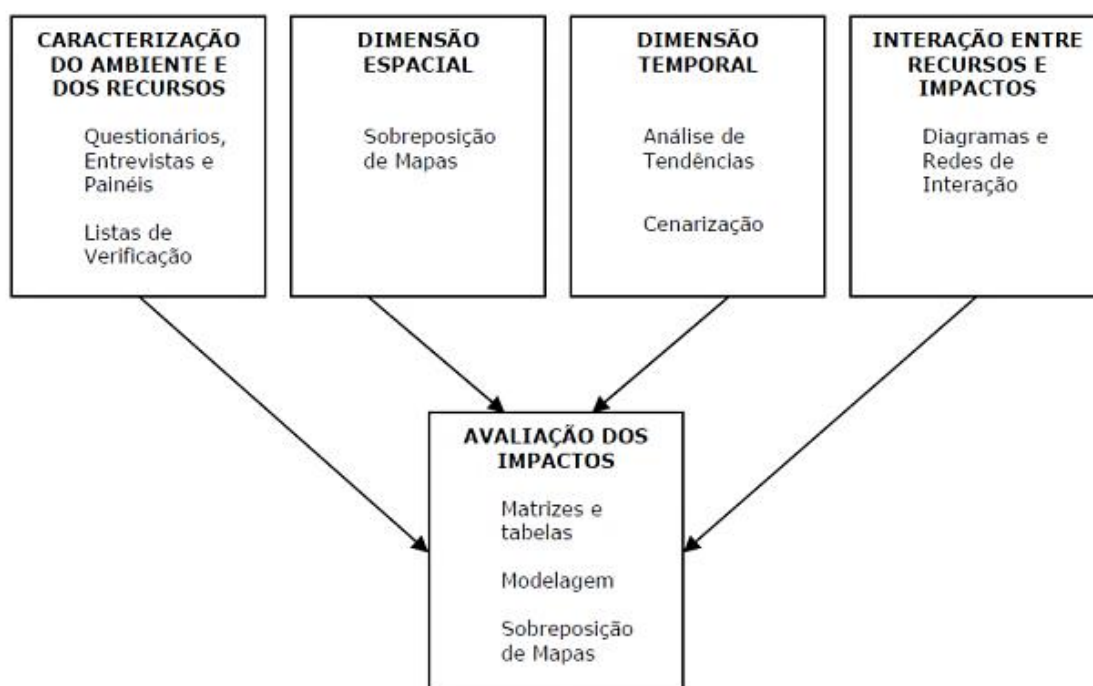 CARACTERIZAÇÃO
DO AMBIENTE E
DOS RECURSOS
Questionários,
Entrevistas e
Painéis
Listas de
Verificação
DIMENSÃO
ESPACIAL
Sobreposição
de Mapas
DIMENSÃO
TEMPORAL
Análise de
Tendências
Cenarização
INTERAÇÃO ENTRE
RECURSOS E
IMPACTOS
Diagramas e
Redes de
Interação
AVALIAÇÃO DOS
IMPACTOS
Matrizes e
tabelas
Modelagem
Sobreposição
de Mapas